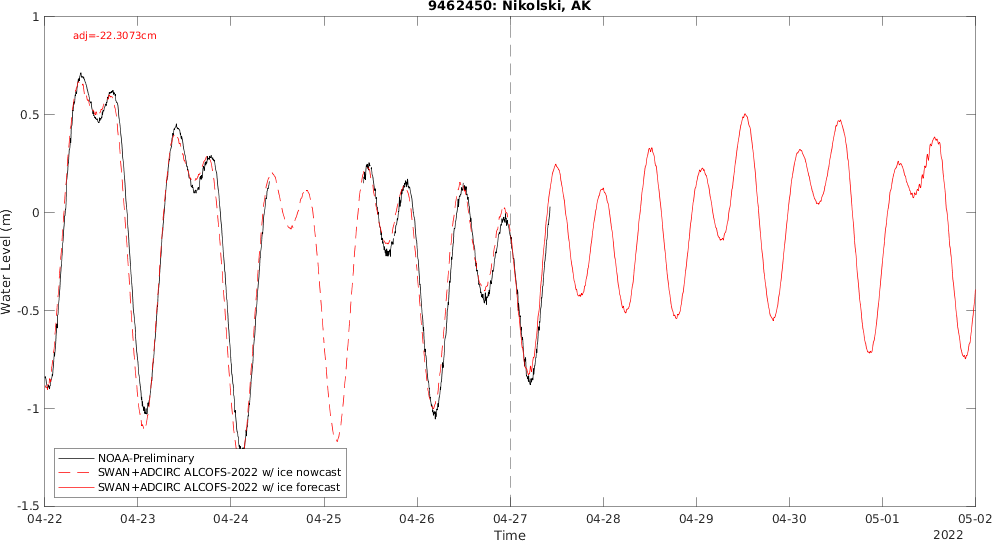 9462450: Nikolski, AK
adj=-22.3073cm
Water Level (m)
1
0.5
0
-0.5
-1
-1.5
NOAA-Preliminary
SWAN+ADCIRC ALCOFS-2022 w/ ice nowcast
SWAN+ADCIRC ALCOFS-2022 w/ ice forecast
04-22 04-23 04-24 04-25 04-26 04-27 04-28 04-29 04-30 05-01 05-02
Time
2022